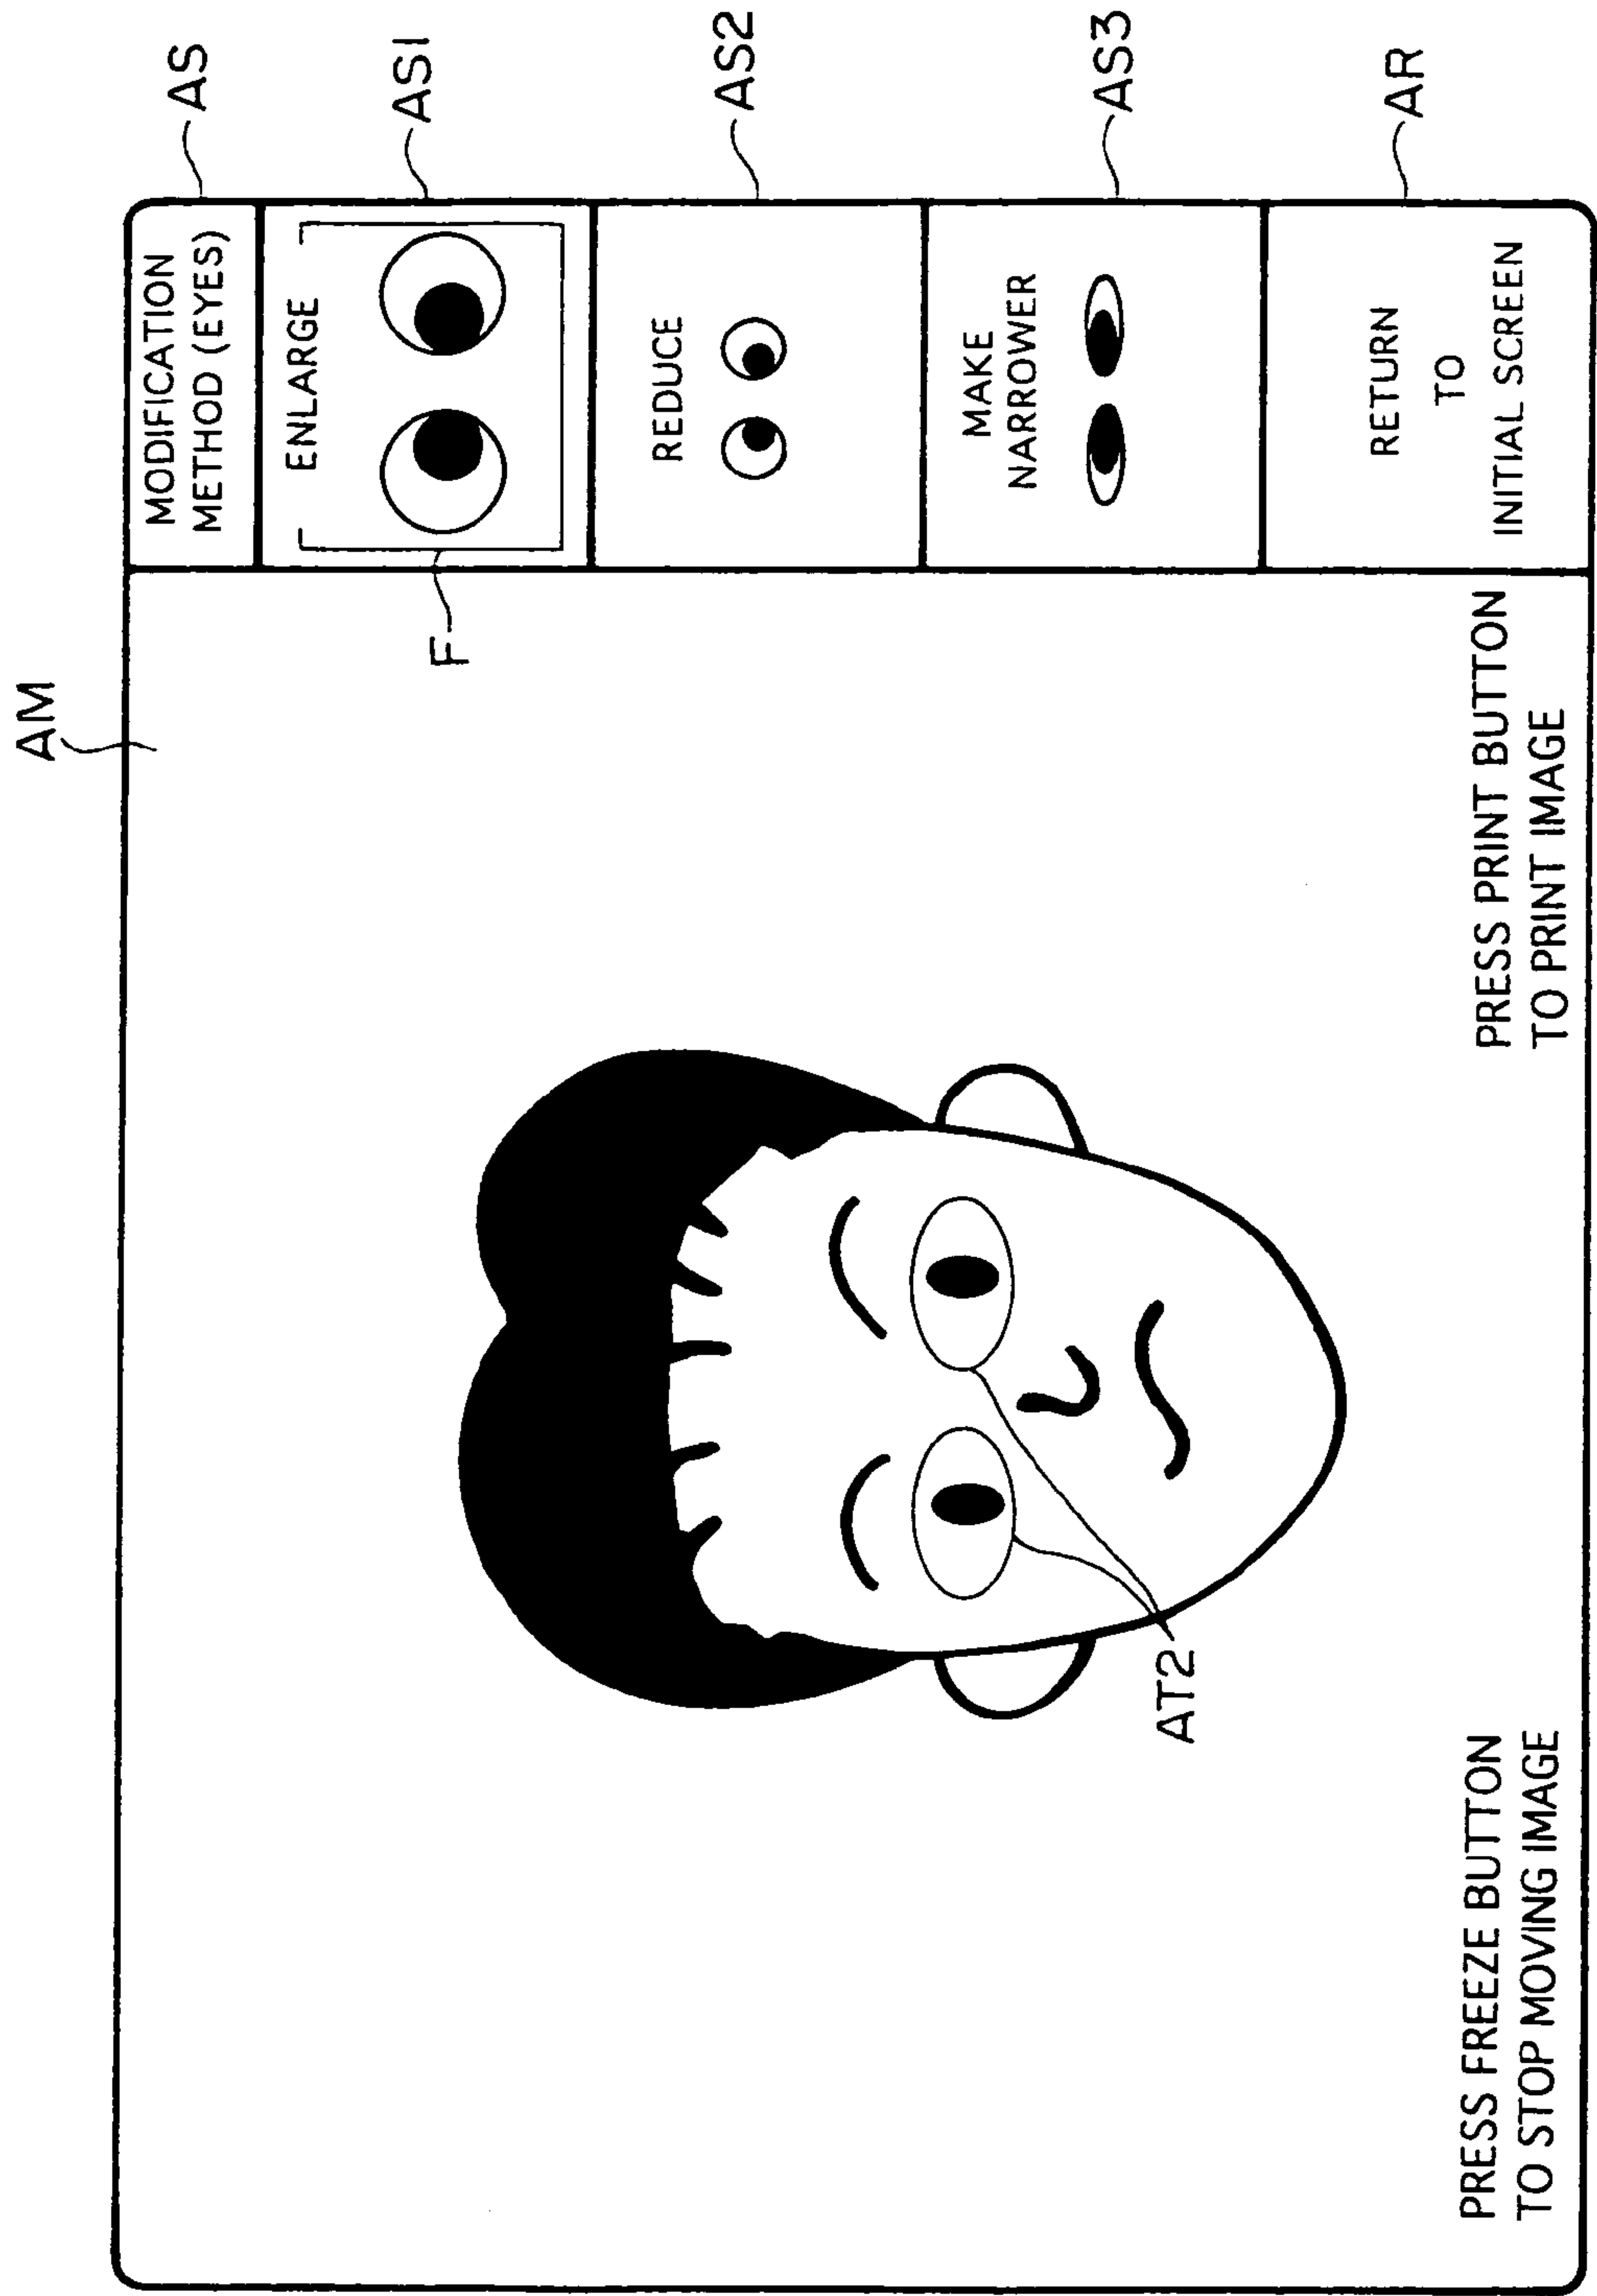 AM
MODIFICATION
METHOD (EYES)
AS
ENLARGE
AS1
F
REDUCE
AS2
MAKE
NARROWER
AS3
RETURN
TO
INITIAL SCREEN
AR
AT2
PRESS FREEZE BUTTON
TO STOP MOVING IMAGE
PRESS PRINT BUTTON
TO PRINT IMAGE